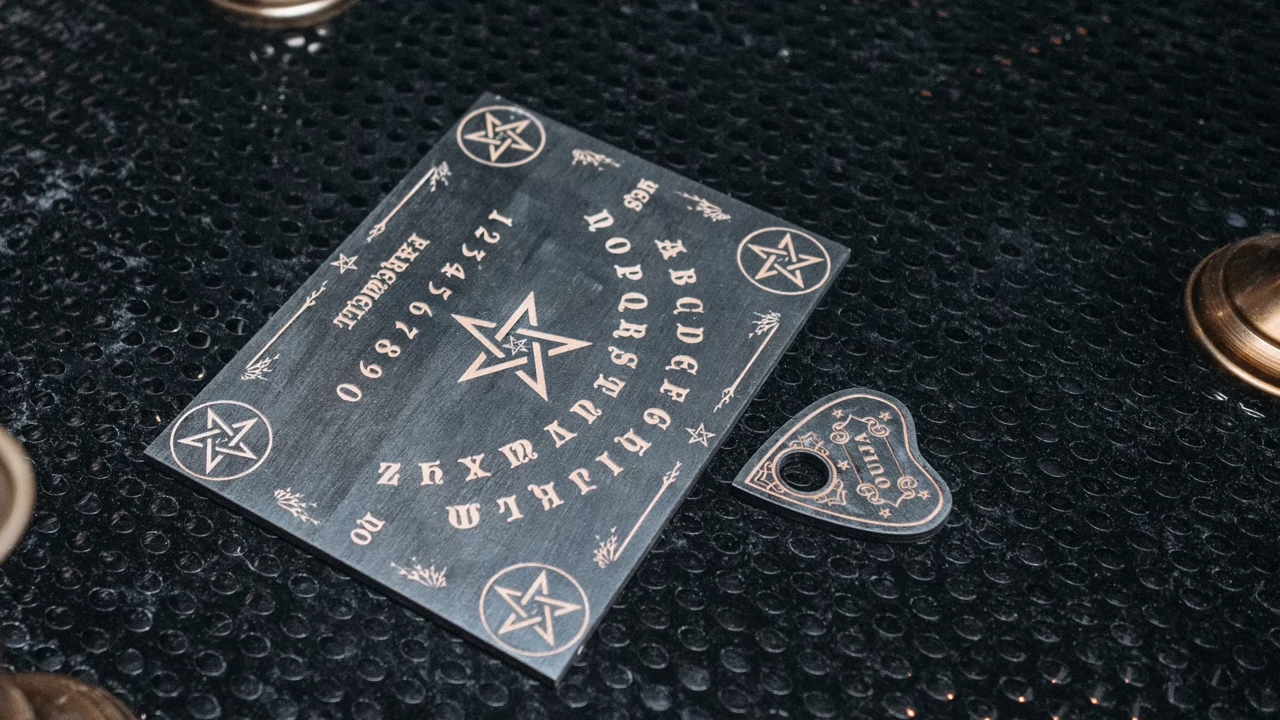 YES
ABCDEFGHIJKLM
NOPQRSTUVWXYZ
NO
1234567890
FAREWELL
OUIJA